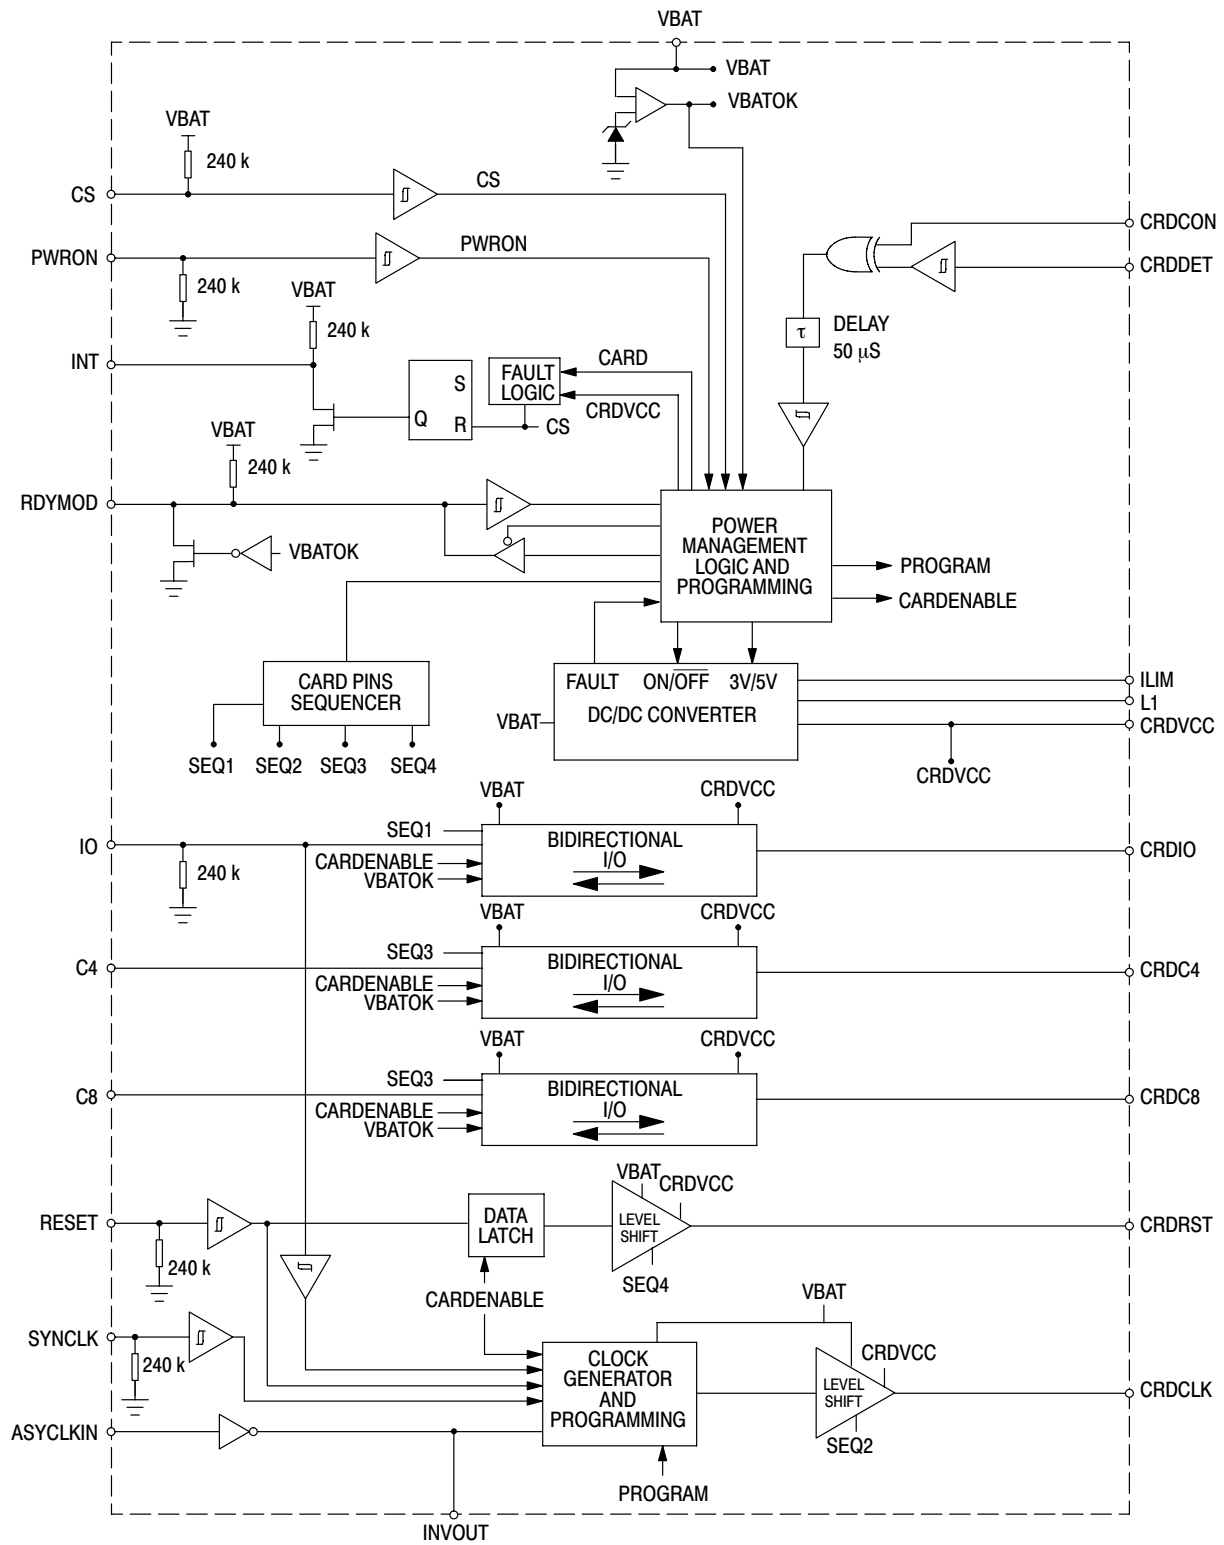 VBAT
VBAT
VBATOK
VBAT
240 k
CS
CS
CRDCON
PWRON
PWRON
CRDDET
240 k
VBAT
240 k
τ
DELAY
50 μS
INT
CARD
FAULT
LOGIC
S
Q
R
CRDVCC
CS
VBAT
240 k
RDYMOD
VBATOK
POWER
MANAGEMENT
LOGIC AND
PROGRAMMING
PROGRAM
CARDENABLE
CARD PINS
SEQUENCER
FAULT
ON/OFF
3V/5V
DC/DC CONVERTER
VBAT
ILIM
L1
CRDVCC
CRDVCC
SEQ1
SEQ2
SEQ3
SEQ4
VBAT
CRDVCC
SEQ1
BIDIRECTIONAL
I/O
IO
CARDENABLE
VBATOK
240 k
CRDIO
VBAT
CRDVCC
SEQ3
BIDIRECTIONAL
I/O
C4
CARDENABLE
VBATOK
CRDC4
VBAT
CRDVCC
SEQ3
BIDIRECTIONAL
I/O
C8
CARDENABLE
VBATOK
CRDC8
VBAT
CRDVCC
RESET
240 k
DATA
LATCH
LEVEL
SHIFT
SEQ4
CRDRST
CARDENABLE
VBAT
SYNCLK
240 k
CLOCK
GENERATOR
AND
PROGRAMMING
CRDVCC
LEVEL
SHIFT
SEQ2
CRDCLK
ASYCLKIN
PROGRAM
INVOUT